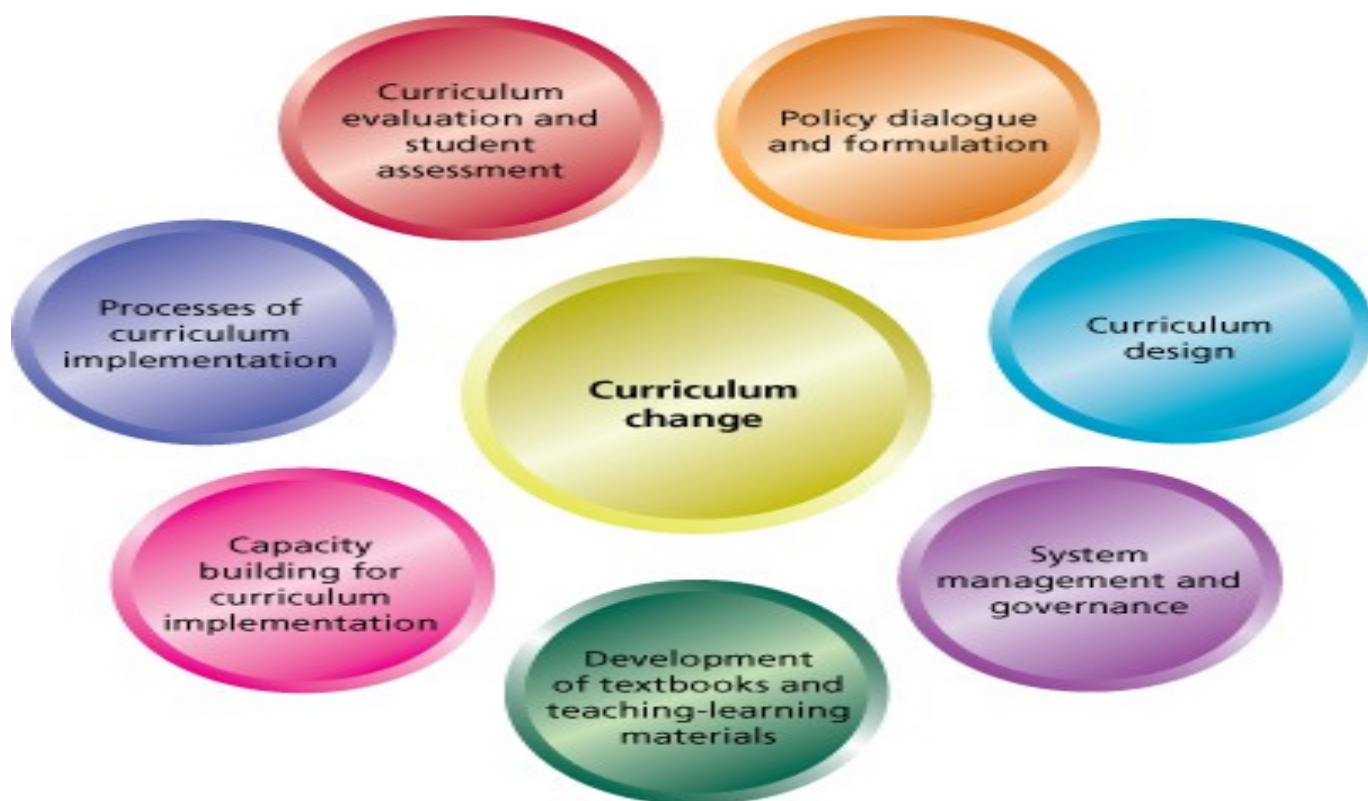 Curriculum
evaluation and
student
assessment
Policy dialogue
and formulation
Processes of
curriculum
implementation
Curriculum
design
Curriculum
change
Capacity
building for
curriculum
implementation
System
management and
governance
Development
of textbooks and
teaching-learning
materials